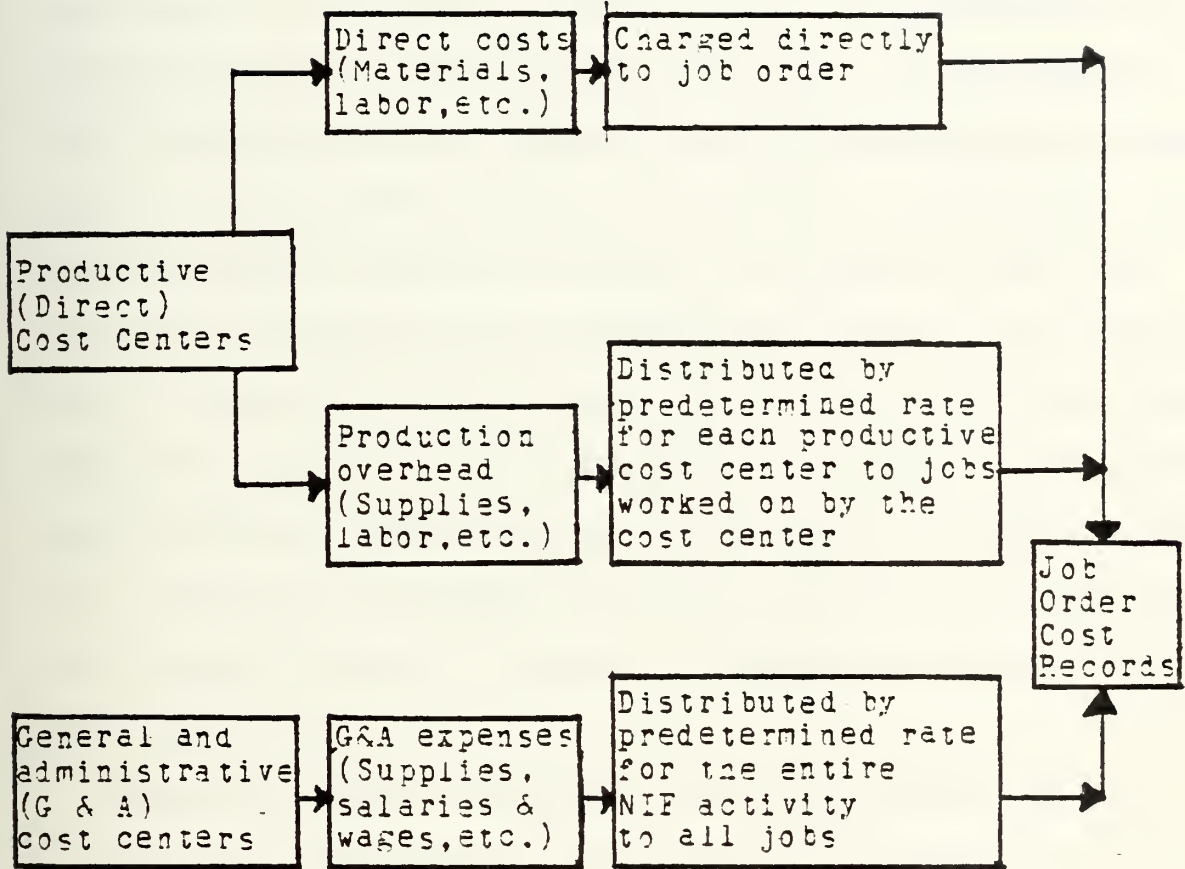 Direct costs
(Materials,
labor,etc.)
Charged directly
to job order
Productive
(Direct)
Cost Centers
Production
overhead
(Supplies,
labor,etc.)
Distributed by
predetermined rate
for each productive
cost center to jobs
worked on by the
cost center
Job
Order
Cost
Records
General and
administrative
(G & A)
cost centers
G&A expenses
(Supplies,
salaries &
wages,etc.)
Distributed by
predetermined rate
for the entire
NIF activity
to all jobs